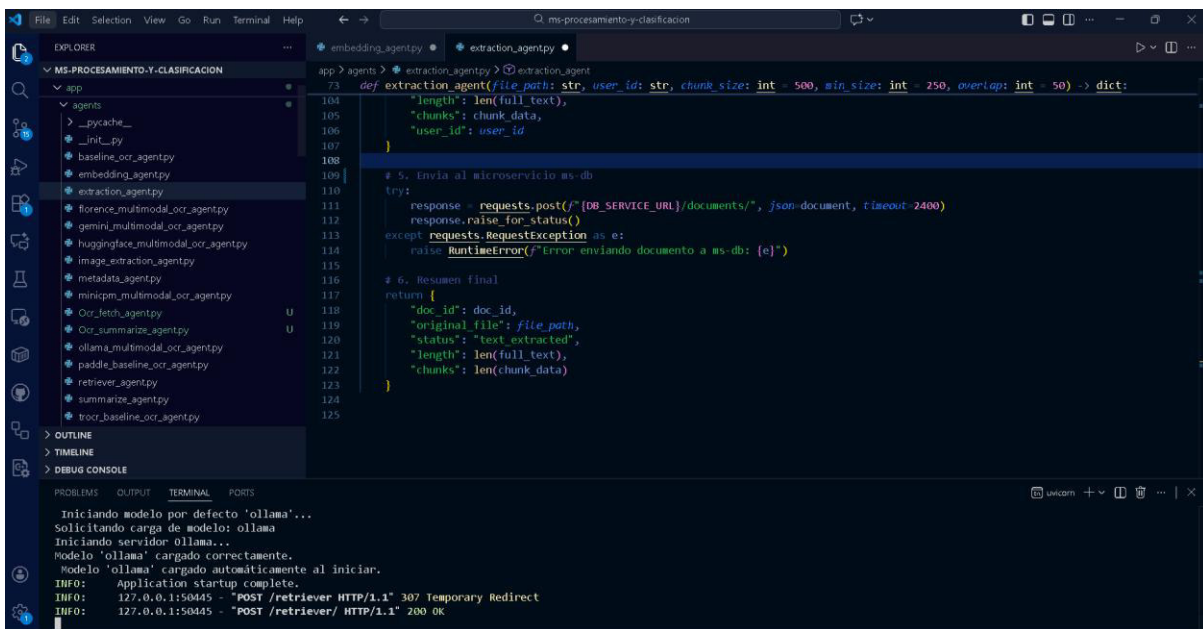 File Edit Selection View Go Run Terminal Help
ms-procesamiento-y-clasificacion
EXPLORER
MS-PROCESAMIENTO-Y-CLASIFICACION
app
agents
__pycache__
__init__.py
baseline_ocr_agent.py
embedding_agent.py
extraction_agent.py
florence_multimodal_ocr_agent.py
gemini_multimodal_ocr_agent.py
huggingface_multimodal_ocr_agent.py
image_extraction_agent.py
metadata_agent.py
minicpm_multimodal_ocr_agent.py
Ocr_fetch_agent.py U
Ocr_summarize_agent.py U
ollama_multimodal_ocr_agent.py
paddle_baseline_ocr_agent.py
retriever_agent.py
summarize_agent.py
trocr_baseline_ocr_agent.py
OUTLINE
TIMELINE
DEBUG CONSOLE
embedding_agent.py
extraction_agent.py
app > agents > extraction_agent.py > extraction_agent
73 def extraction_agent(file_path: str, user_id: str, chunk_size: int = 500, min_size: int = 250, overlap: int = 50) -> dict:
104 "length": len(full_text),
105 "chunks": chunk_data,
106 "user_id": user_id
107 }
108
109 # 5. Envia al microservicio ms-db
110 try:
111 response = requests.post(f"{DB_SERVICE_URL}/documents/", json=document, timeout=2400)
112 response.raise_for_status()
113 except requests.RequestException as e:
114 raise RuntimeError(f"Error enviando documento a ms-db: {e}")
115
116 # 6. Resumen final
117 return {
118 "doc_id": doc_id,
119 "original_file": file_path,
120 "status": "text_extracted",
121 "length": len(full_text),
122 "chunks": len(chunk_data)
123 }
124
125
PROBLEMS OUTPUT TERMINAL PORTS
uvicorn
Iniciando modelo por defecto 'ollama'...
Solicitando carga de modelo: ollama
Iniciando servidor Ollama...
Modelo 'ollama' cargado correctamente.
Modelo 'ollama' cargado automáticamente al iniciar.
INFO: Application startup complete.
INFO: 127.0.0.1:50445 - "POST /retriever HTTP/1.1" 307 Temporary Redirect
INFO: 127.0.0.1:50445 - "POST /retriever/ HTTP/1.1" 200 OK